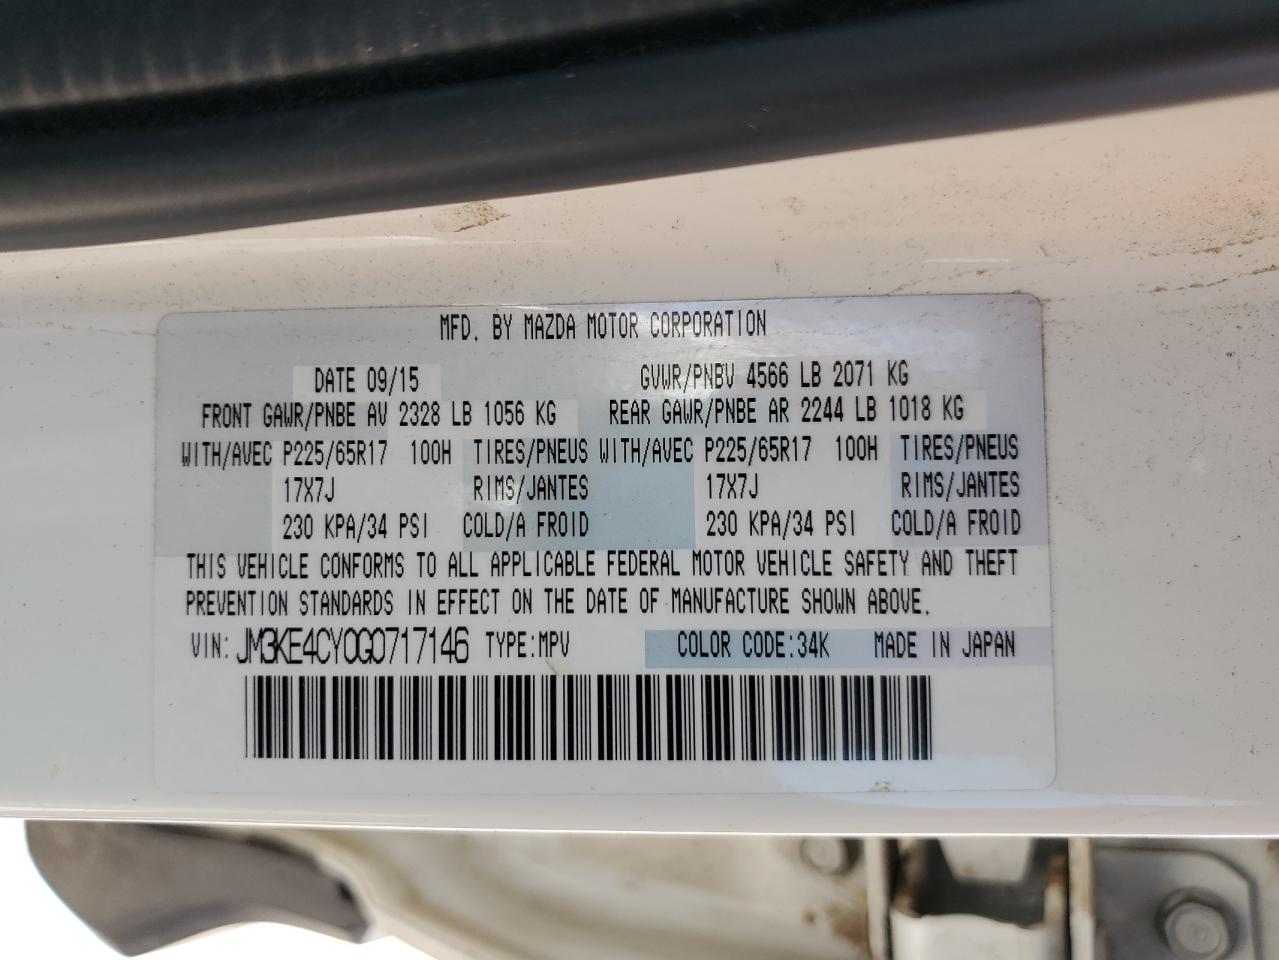 MFD. BY MAZDA MOTOR CORPORATION
DATE 09/15 GVWR/PNBV 4566 LB 2071 KG
FRONT GAWR/PNBE AV 2328 LB 1056 KG REAR GAWR/PNBE AR 2244 LB 1018 KG
WITH/AVEC P225/65R17 100H TIRES/PNEUS WITH/AVEC P225/65R17 100H TIRES/PNEUS
17X7J RIMS/JANTES 17X7J RIMS/JANTES
230 KPA/34 PSI COLD/A FROID 230 KPA/34 PSI COLD/A FROID
THIS VEHICLE CONFORMS TO ALL APPLICABLE FEDERAL MOTOR VEHICLE SAFETY AND THEFT
PREVENTION STANDARDS IN EFFECT ON THE DATE OF MANUFACTURE SHOWN ABOVE.
VIN: JM3KE4CY0G0717146 TYPE:MPV COLOR CODE:34K MADE IN JAPAN